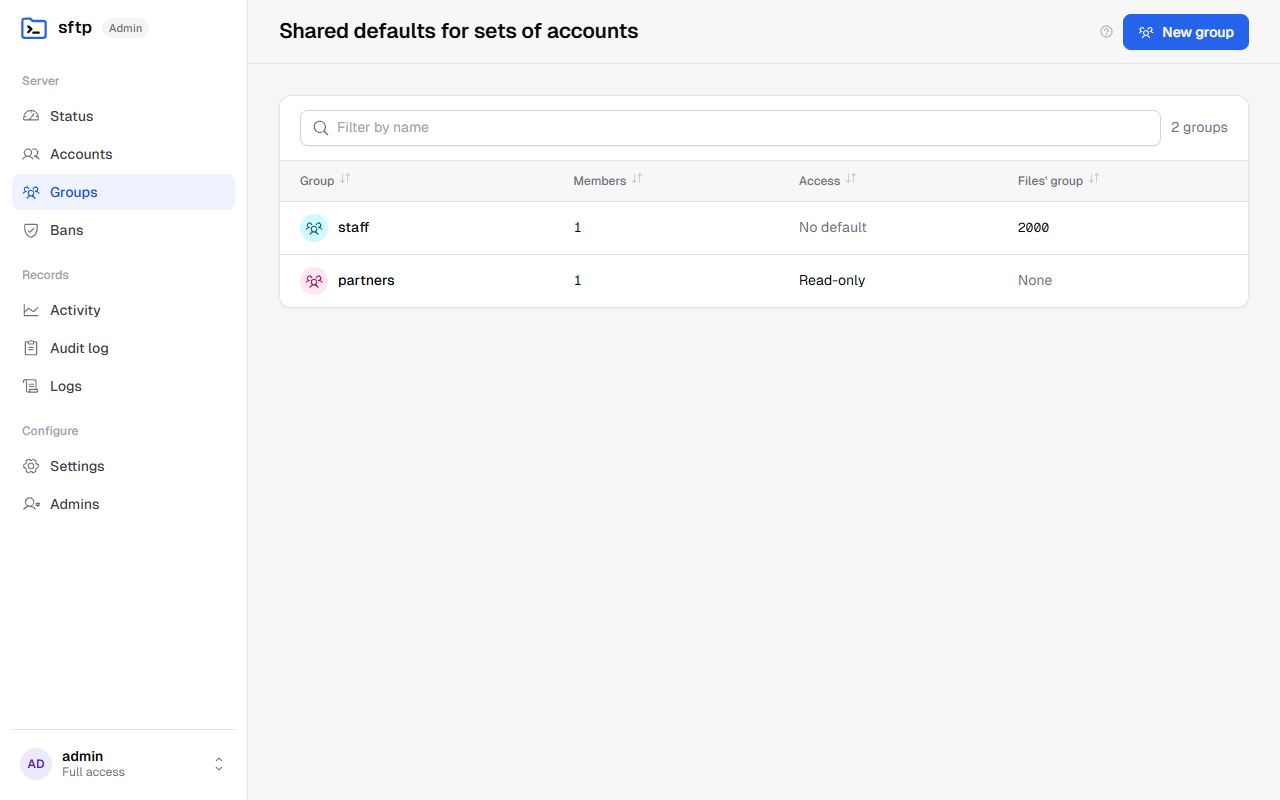 sftp Admin
Shared defaults for sets of accounts
New group
Server
Status
Accounts
Groups
Bans
Records
Activity
Audit log
Logs
Configure
Settings
Admins
Filter by name
2 groups
Group Members Access Files' group
staff 1 No default 2000
partners 1 Read-only None
AD
admin
Full access